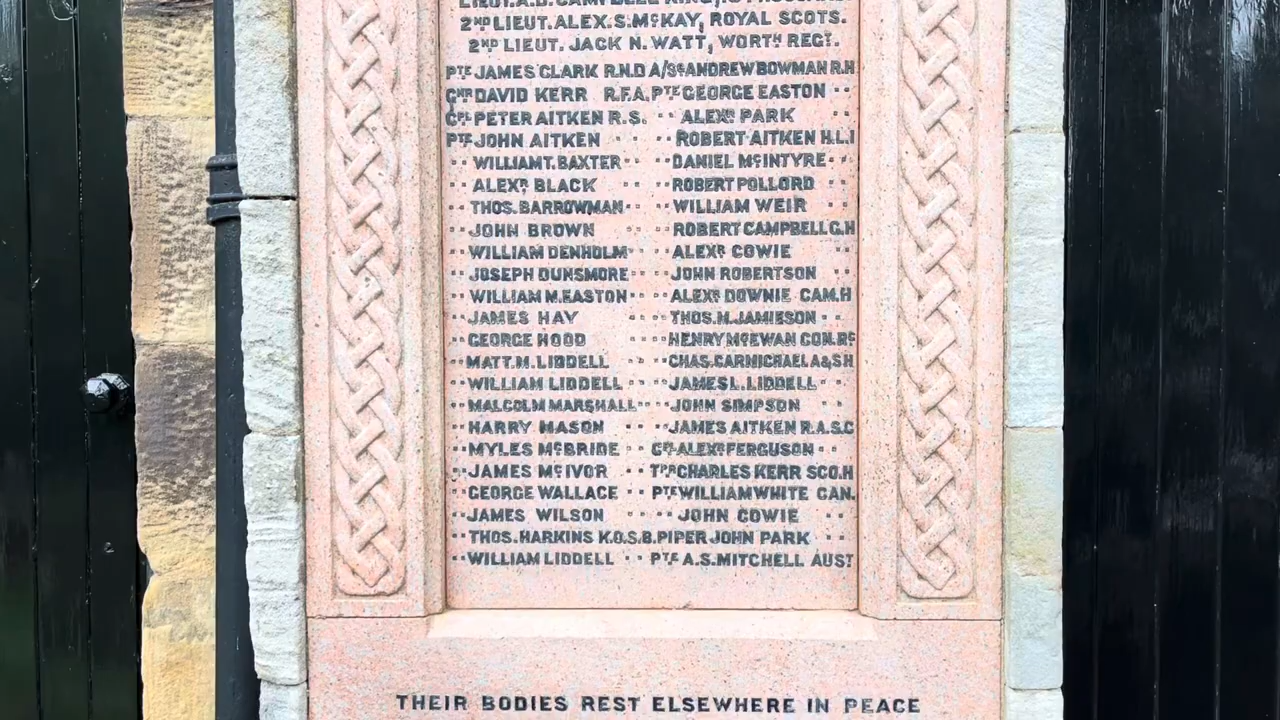 2ND LIEUT. ALEX. S. McKAY, ROYAL SCOTS.
2ND LIEUT. JACK N. WATT, WORTH REGT.
PTE JAMES CLARK R.N.D A/SR ANDREW BOWMAN R.H
GNR DAVID KERR R.F.A. PTE GEORGE EASTON ""
CPL PETER AITKEN R.S. "" ALEXR PARK
PTE JOHN AITKEN "" ROBERT AITKEN H.L.I
"" WILLIAM T. BAXTER "" "" DANIEL McINTYRE ""
"" ALEXR BLACK "" "" ROBERT POLLORD ""
"" THOS. BARROWMAN "" "" WILLIAM WEIR ""
"" JOHN BROWN "" "" ROBERT CAMPBELL G.H
"" WILLIAM DENHOLM "" "" ALEXR COWIE ""
"" JOSEPH DUNSMORE "" "" JOHN ROBERTSON ""
"" WILLIAM M. EASTON "" "" ALEXR DOWNIE CAM.H
"" JAMES HAY "" "" THOS. M. JAMIESON ""
"" GEORGE HOOD "" "" HENRY McEWAN CON. RS
"" MATT. M. LIDDELL "" "" CHAS. CARMICHAEL A&S.H
"" WILLIAM LIDDELL "" "" JAMES L. LIDDELL ""
"" MALCOLM MARSHALL "" "" JOHN SIMPSON ""
"" HARRY MASON "" "" JAMES AITKEN R.A.S.C
"" MYLES McBRIDE "" CPL ALEXR FERGUSON ""
"" JAMES McIVOR "" TPR CHARLES KERR SCO.H
"" GEORGE WALLACE "" PTE WILLIAM WHITE CAN.
"" JAMES WILSON "" "" JOHN COWIE ""
"" THOS. HARKINS K.O.S.B. PIPER JOHN PARK ""
"" WILLIAM LIDDELL "" PTE A.S. MITCHELL AUST
THEIR BODIES REST ELSEWHERE IN PEACE